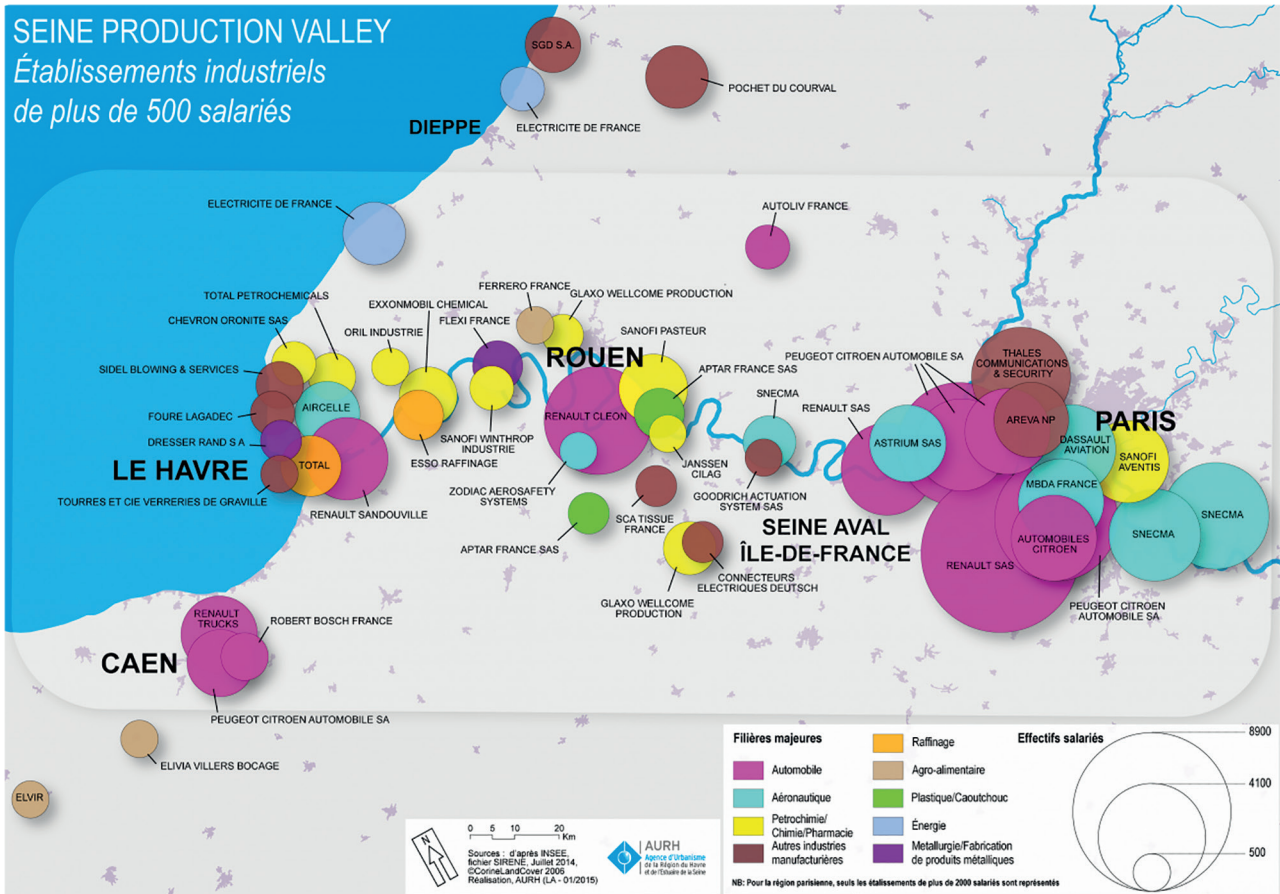 SEINE PRODUCTION VALLEY
Établissements industriels
de plus de 500 salariés
SGD S.A.
POCHET DU COURVAL
DIEPPE
ELECTRICITE DE FRANCE
ELECTRICITE DE FRANCE
AUTOLIV FRANCE
TOTAL PETROCHEMICALS
CHEVRON ORONITE SAS
EXXONMOBIL CHEMICAL
ORIL INDUSTRIE
FERRERO FRANCE
FLEXI FRANCE
GLAXO WELLCOME PRODUCTION
SANOFI PASTEUR
ROUEN
SIDEL BLOWING & SERVICES
FOURE LAGADEC
AIRCELLE
DRESSER RAND S A
LE HAVRE
TOTAL
TOURRES ET CIE VERRERIES DE GRAVILLE
RENAULT SANDOUVILLE
ESSO RAFFINAGE
SANOFI WINTHROP
INDUSTRIE
RENAULT CLEON
APTAR FRANCE SAS
ZODIAC AEROSAFETY
SYSTEMS
JANSSEN
CILAG
SCA TISSUE
FRANCE
APTAR FRANCE SAS
GLAXO WELLCOME
PRODUCTION
CONNECTEURS
ELECTRIQUES DEUTSCH
SNECMA
GOODRICH ACTUATION
SYSTEM SAS
SEINE AVAL
ÎLE-DE-FRANCE
PEUGEOT CITROEN AUTOMOBILE SA
RENAULT SAS
THALES
COMMUNICATIONS
& SECURITY
ASTRIUM SAS
AREVA NP
PARIS
DASSAULT
AVIATION
SANOFI
AVENTIS
MBDA FRANCE
AUTOMOBILES
CITROEN
RENAULT SAS
SNECMA
SNECMA
PEUGEOT CITROEN
AUTOMOBILE SA
RENAULT
TRUCKS
ROBERT BOSCH FRANCE
CAEN
PEUGEOT CITROEN AUTOMOBILE SA
ELIVIA VILLERS BOCAGE
ELVIR
N
0 5 10 20
Km
Sources : d'après INSEE,
fichier SIRENE, Juillet 2014,
©CorineLandCover 2006
Réalisation, AURH (LA - 01/2015)
AURH
Agence d'Urbanisme
de la Région du Havre
et de l'Estuaire de la Seine
Filières majeures
Automobile
Aéronautique
Petrochimie/
Chimie/Pharmacie
Autres industries
manufacturières
Raffinage
Agro-alimentaire
Plastique/Caoutchouc
Énergie
Metallurgie/Fabrication
de produits métalliques
Effectifs salariés
8900
4100
500
NB: Pour la région parisienne, seuls les établissements de plus de 2000 salariés sont représentés